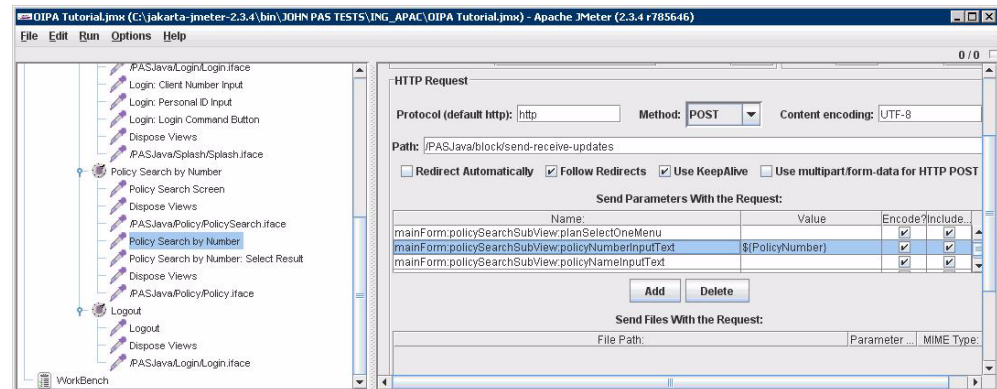 OIPA Tutorial.jmx (C:\jakarta-jmeter-2.3.4\bin\JOHN PAS TESTS\ING_APAC\OIPA Tutorial.jmx) - Apache JMeter (2.3.4 r785646)
File Edit Run Options Help
0 / 0
/PASJava/Login/Login.iface
Login: Client Number Input
Login: Personal ID Input
Login: Login Command Button
Dispose Views
/PASJava/Splash/Splash.iface
Policy Search by Number
Policy Search Screen
Dispose Views
/PASJava/Policy/PolicySearch.iface
Policy Search by Number
Policy Search by Number: Select Result
Dispose Views
/PASJava/Policy/Policy.iface
Logout
Logout
Dispose Views
/PASJava/Login/Login.iface
WorkBench
HTTP Request
Protocol (default http): http Method: POST Content encoding: UTF-8
Path: /PASJava/block/send-receive-updates
Redirect Automatically Follow Redirects Use KeepAlive Use multipart/form-data for HTTP POST
Send Parameters With the Request:
Name: Value Encode? Include...
mainForm:policySearchSubView:planSelectOneMenu
mainForm:policySearchSubView:policyNumberInputText ${PolicyNumber}
mainForm:policySearchSubView:policyNameInputText
Add Delete
Send Files With the Request:
File Path: Parameter ... MIME Type: